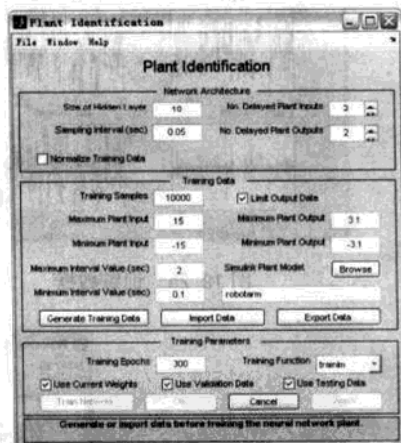 Plant Identification
File Window Help
Plant Identification
Network Architecture
Size of Hidden Layer 10 No. Delayed Plant Inputs 2
Sampling Interval (sec) 0.05 No. Delayed Plant Outputs 2
Normalize Training Data
Training Data
Training Samples 10000 Limit Output Data
Maximum Plant Input 15 Maximum Plant Output 3.1
Minimum Plant Input -15 Minimum Plant Output -3.1
Maximum Interval Value (sec) 2 Simulink Plant Model Browse
Minimum Interval Value (sec) 0.1 robotarm
Generate Training Data Import Data Export Data
Training Parameters
Training Epochs 300 Training Function trainlm
Use Current Weights Use Validation Data Use Testing Data
Train Network OK Cancel Apply
Generate or import data before training the neural network plant.